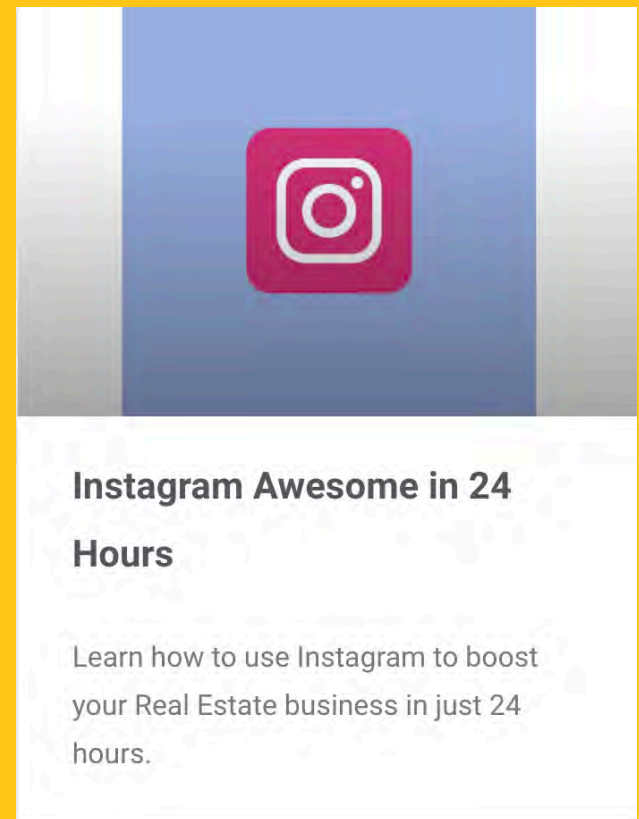 Instagram Awesome in 24
Hours
Learn how to use Instagram to boost
your Real Estate business in just 24
hours.